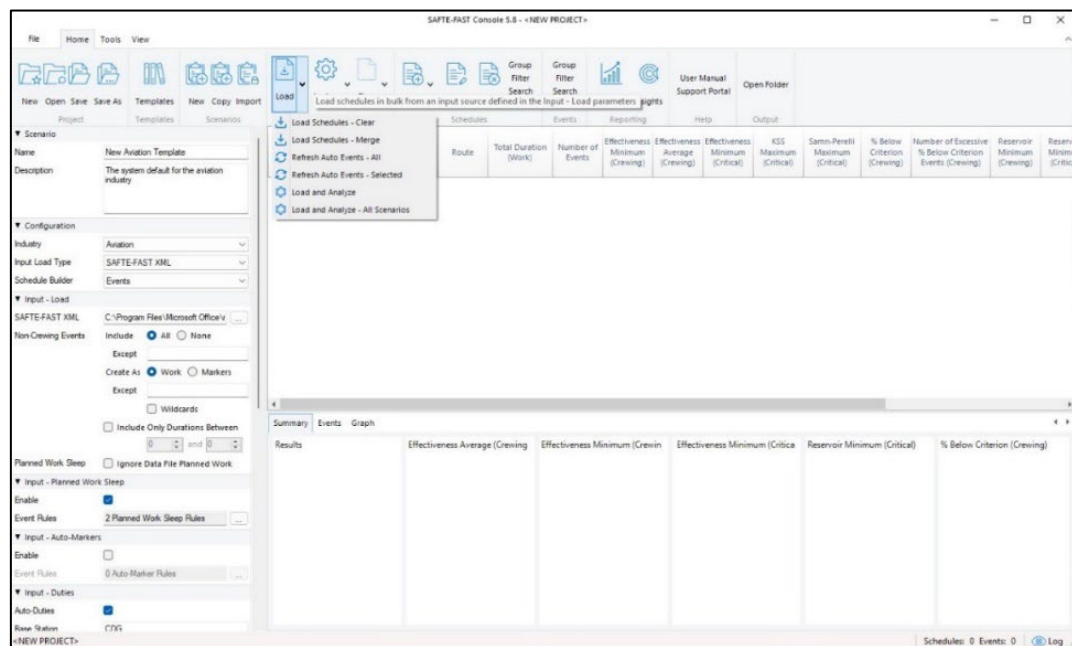 SAFTE-FAST Console 5.8 - <NEW PROJECT>
File Home Tools View
New Open Save Save As Templates New Copy Import Load
Group Filter Search
Group Filter Search
User Manual
Support Portal
Open Folder
Load schedules in bulk from an input source defined in the Input - Load parameters
Project Templates Scenarios Schedules Events Reporting Help Output
Load Schedules - Clear
Load Schedules - Merge
Refresh Auto Events - All
Refresh Auto Events - Selected
Load and Analyze
Load and Analyze - All Scenarios
Route
Total Duration (Work)
Number of Events
Effectiveness Minimum (Crewing)
Effectiveness Average (Crewing)
Effectiveness Minimum (Critical)
KSS Maximum (Critical)
Samn-Perelli Maximum (Critical)
% Below Criterion (Crewing)
Number of Excessive % Below Criterion Events (Crewing)
Reservoir Minimum (Crewing)
Scenario
Name New Aviation Template
Description The system default for the aviation
industry
Configuration
Industry Aviation
Input Load Type SAFTE-FAST XML
Schedule Builder Events
Input - Load
SAFTE-FAST XML C:\Program Files\Microsoft Office\r ...
Non-Crewing Events Include All None
Except
Create As Work Markers
Except
Wildcards
Include Only Durations Between
0 and 0
Planned Work Sleep Ignore Data File Planned Work
Input - Planned Work Sleep
Enable
Event Rules 2 Planned Work Sleep Rules ...
Input - Auto-Markers
Enable
Event Rules 0 Auto-Marker Rules ...
Input - Duties
Auto-Duties
Base Station CDG
Summary Events Graph
Results Effectiveness Average (Crewing Effectiveness Minimum (Crewin Effectiveness Minimum (Critica Reservoir Minimum (Critical) % Below Criterion (Crewing)
<NEW PROJECT> Schedules: 0 Events: 0 Log